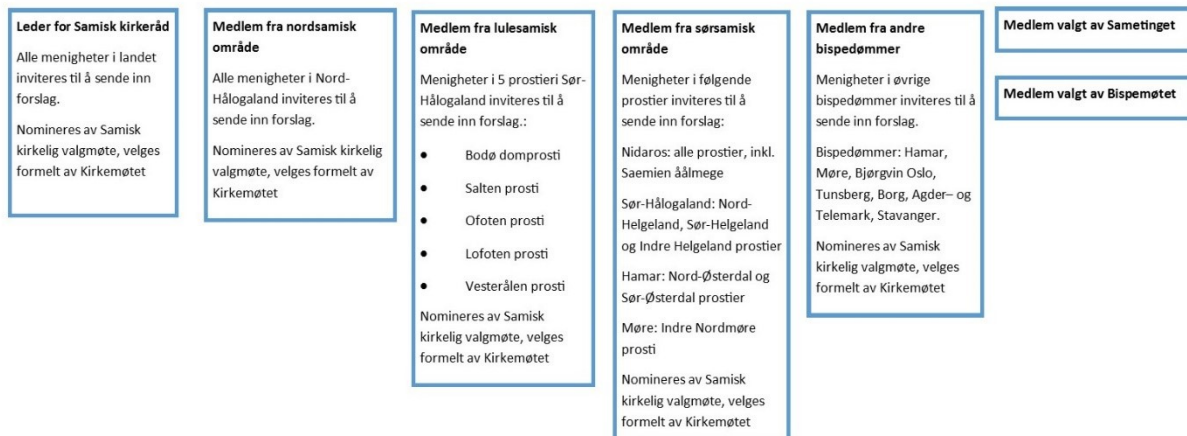 Leder for Samisk kirkeråd
Alle menigheter i landet
inviteres til å sende inn
forslag.
Nomineres av Samisk
kirkelig valgmøte, velges
formelt av Kirkemøtet
Medlem fra nordsamisk
område
Alle menigheter i Nord-
Hålogaland inviteres til å
sende inn forslag.
Nomineres av Samisk kirkelig
valgmøte, velges formelt av
Kirkemøtet
Medlem fra lulesamisk
område
Menigheter i 5 prostieri Sør-
Hålogaland inviteres til å
sende inn forslag.:
• Bodø domprosti
• Salten prosti
• Ofoten prosti
• Lofoten prosti
• Vesterålen prosti
Nomineres av Samisk
kirkelig valgmøte, velges
formelt av Kirkemøtet
Medlem fra sørsamisk
område
Menigheter i følgende
prostier inviteres til å
sende inn forslag:
Nidaros: alle prostier, inkl.
Saemien åålmege
Sør-Hålogaland: Nord-
Helgeland, Sør-Helgeland
og Indre Helgeland prostier
Hamar: Nord-Østerdal og
Sør-Østerdal prostier
Møre: Indre Nordmøre
prosti
Nomineres av Samisk
kirkelig valgmøte, velges
formelt av Kirkemøtet
Medlem fra andre
bispedømmer
Menigheter i øvrige
bispedømmer inviteres til å
sende inn forslag.
Bispedømmer: Hamar,
Møre, Bjørgvin Oslo,
Tunsberg, Borg, Agder– og
Telemark, Stavanger.
Nomineres av Samisk
kirkelig valgmøte, velges
formelt av Kirkemøtet
Medlem valgt av Sametinget
Medlem valgt av Bispemøtet